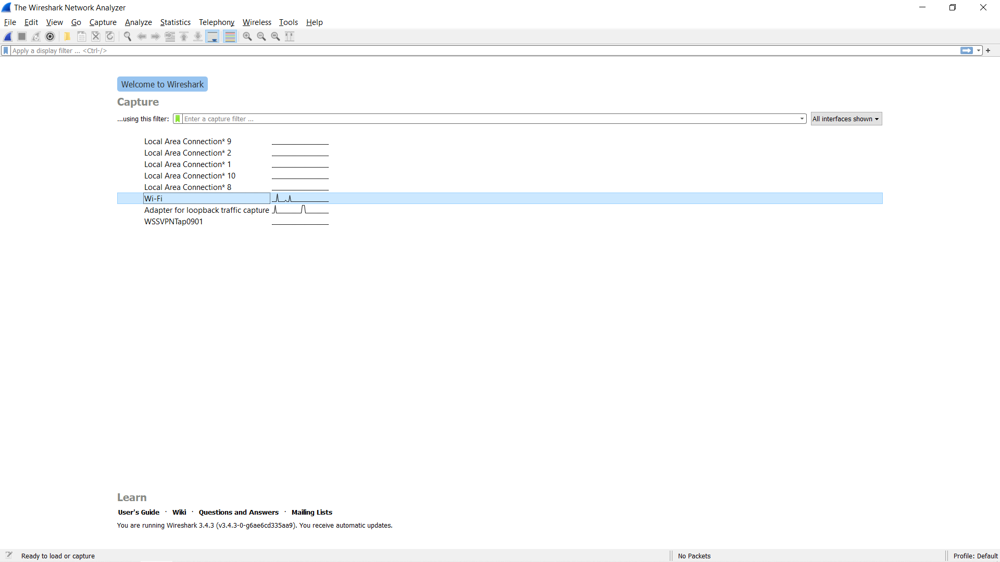 The Wireshark Network Analyzer
File Edit View Go Capture Analyze Statistics Telephony Wireless Tools Help
Apply a display filter ... <Ctrl-/>
Welcome to Wireshark
Capture
...using this filter: Enter a capture filter ... All interfaces shown
Local Area Connection* 9
Local Area Connection* 2
Local Area Connection* 1
Local Area Connection* 10
Local Area Connection* 8
Wi-Fi
Adapter for loopback traffic capture
WSSVPNTap0901
Learn
User's Guide · Wiki · Questions and Answers · Mailing Lists
You are running Wireshark 3.4.3 (v3.4.3-0-g6ae6cd335aa9). You receive automatic updates.
Ready to load or capture No Packets Profile: Default